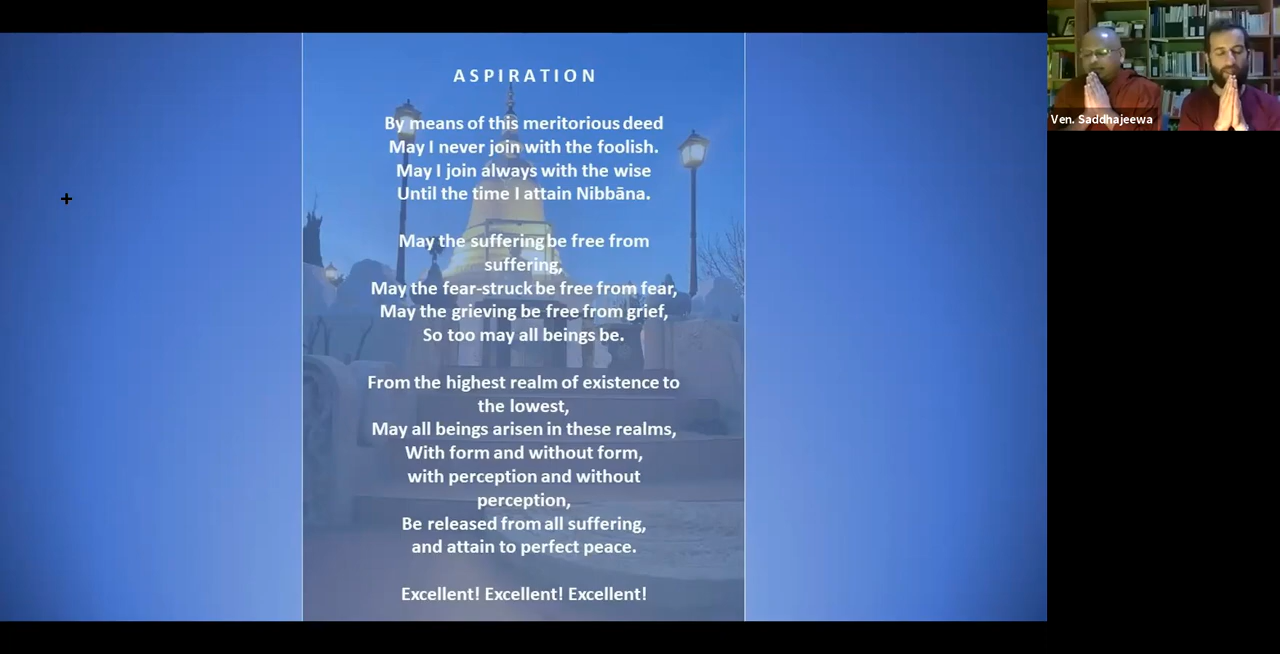 ASPIRATION
By means of this meritorious deed
May I never join with the foolish.
May I join always with the wise
Until the time I attain Nibbāna.
May the suffering be free from
suffering,
May the fear-struck be free from fear,
May the grieving be free from grief,
So too may all beings be.
From the highest realm of existence to
the lowest,
May all beings arisen in these realms,
With form and without form,
with perception and without
perception,
Be released from all suffering,
and attain to perfect peace.
Excellent! Excellent! Excellent!
Ven. Saddhajeewa